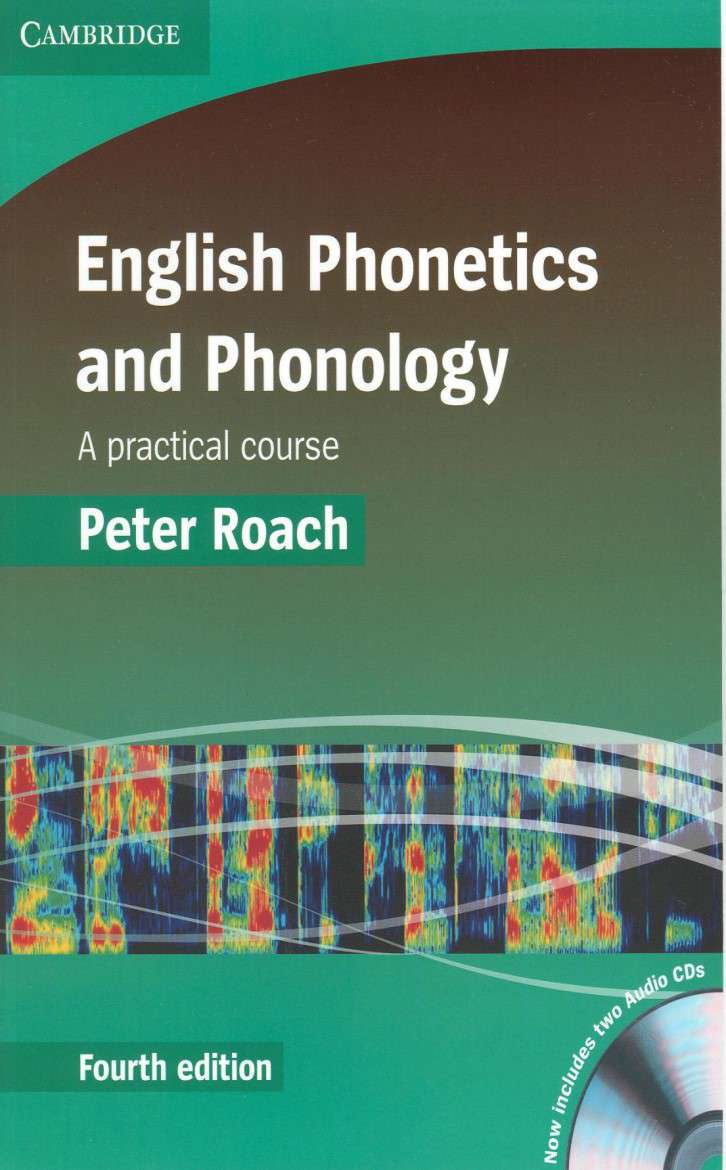 CAMBRIDGE
English Phonetics
and Phonology
A practical course
Peter Roach
Fourth edition
Now includes two Audio CDs